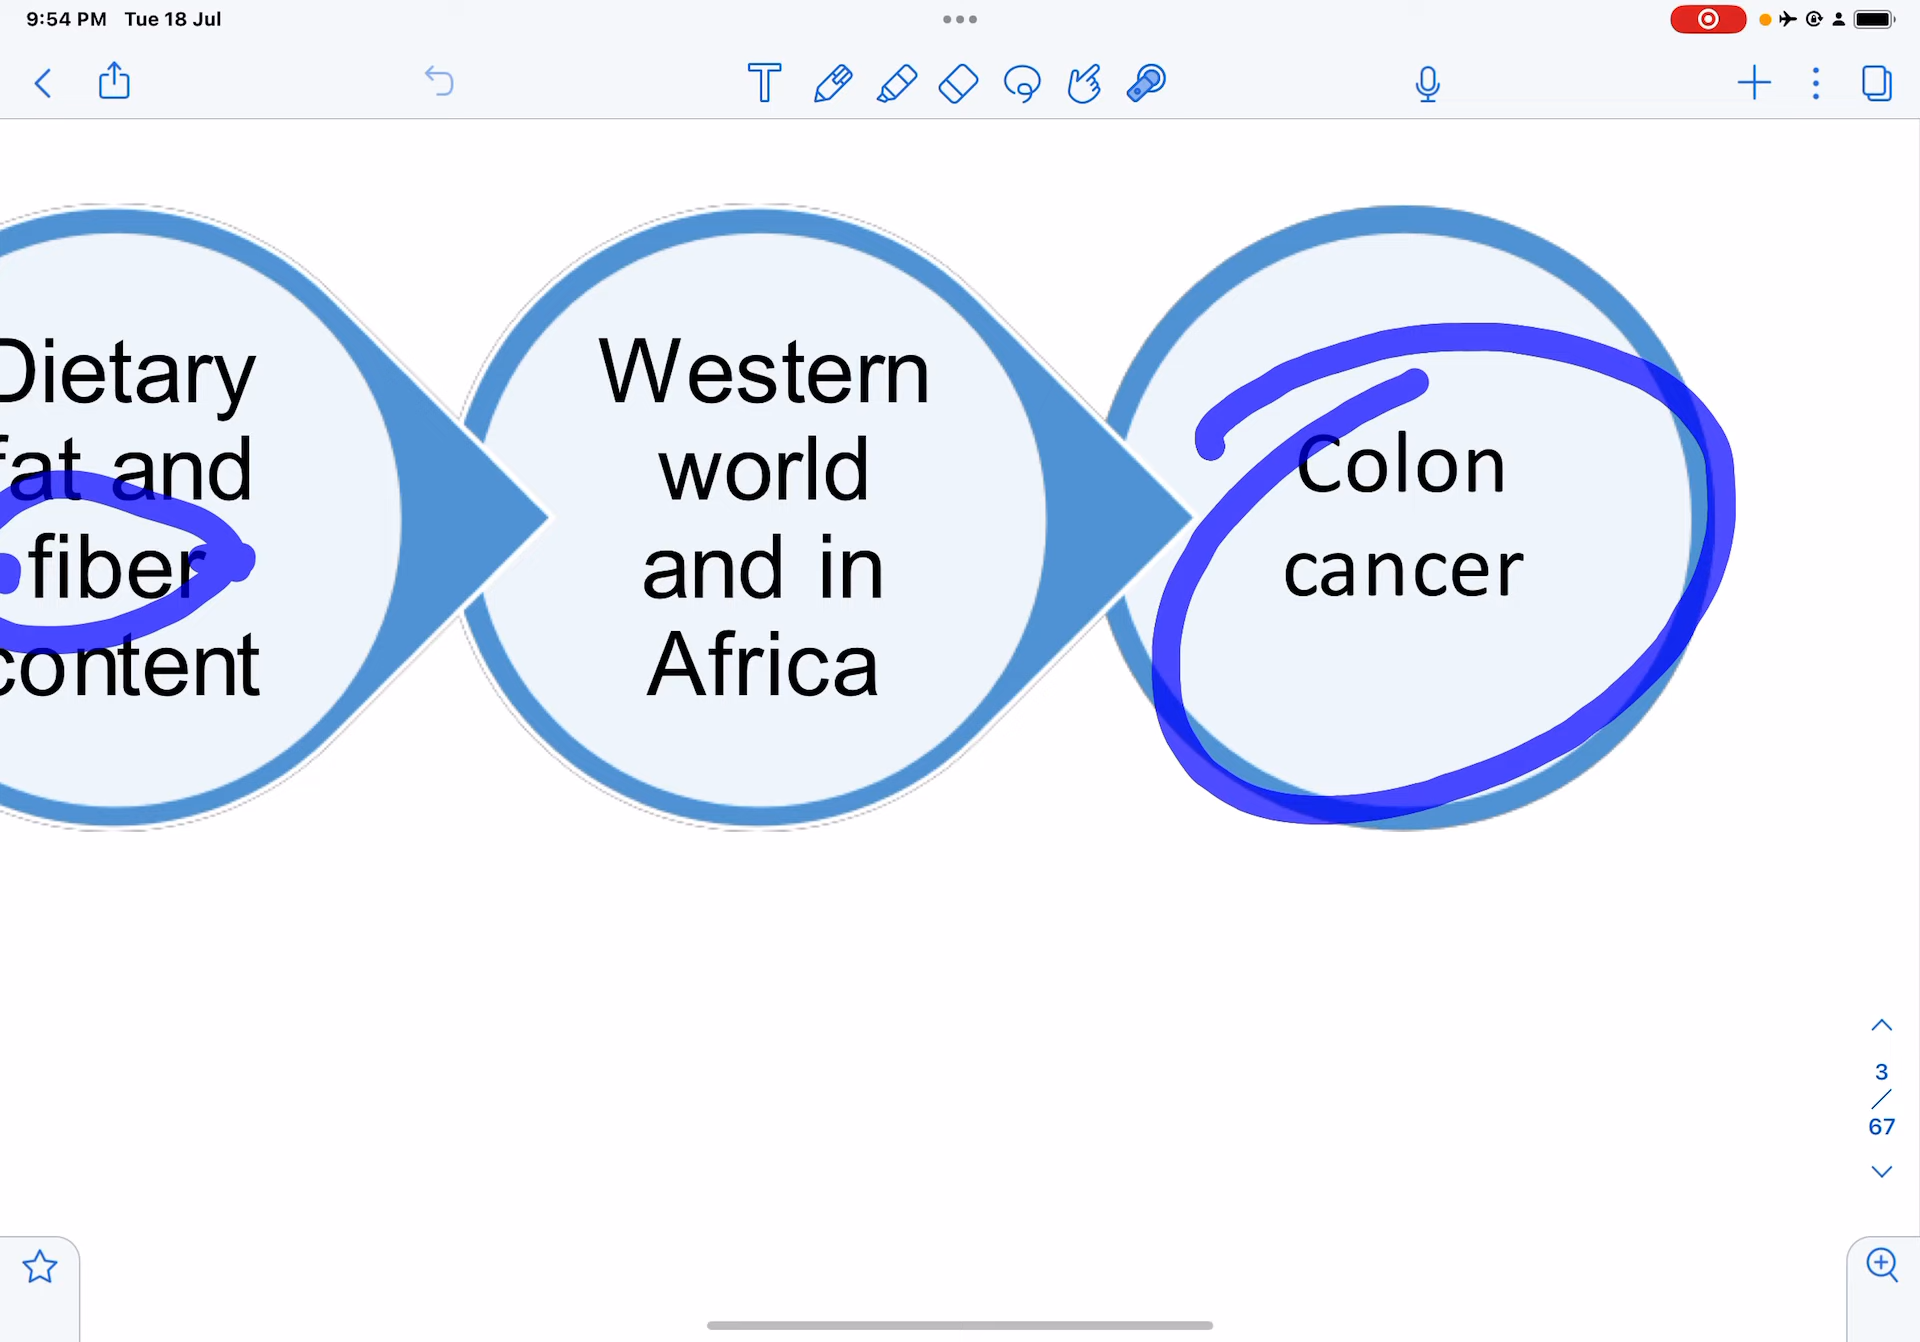 9:54 PM Tue 18 Jul
Dietary
fat and
fiber
content
Western
world
and in
Africa
Colon
cancer
3
/
67